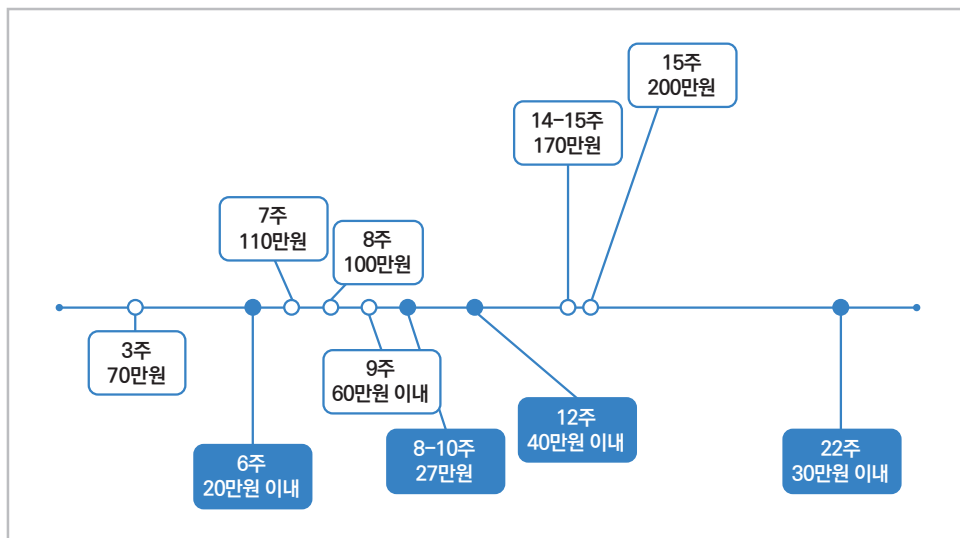 15주
200만원
14-15주
170만원
7주
110만원
8주
100만원
3주
70만원
9주
60만원 이내
12주
40만원 이내
8-10주
27만원
22주
30만원 이내
6주
20만원 이내